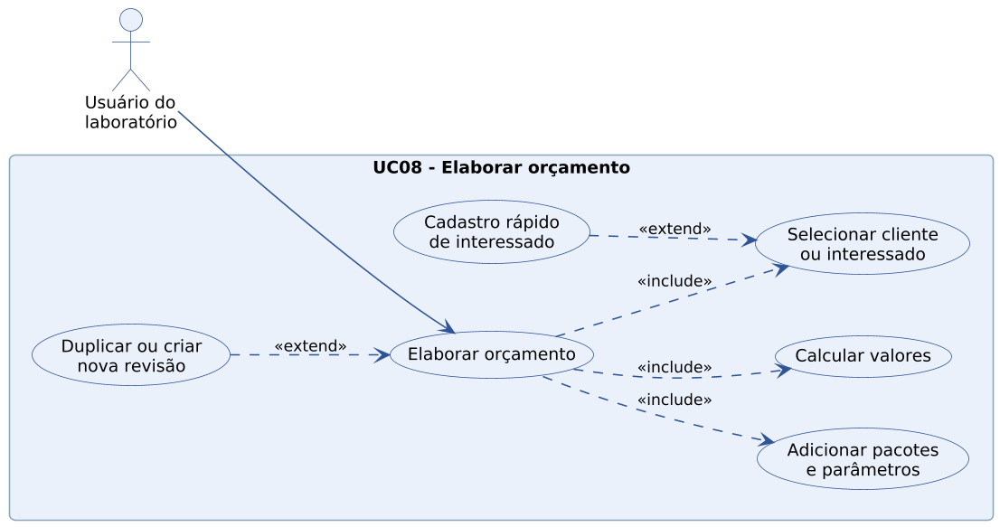 Usuário do
laboratório
UC08 - Elaborar orçamento
Cadastro rápido
de interessado
«extend»
Selecionar cliente
ou interessado
«include»
Duplicar ou criar
nova revisão
«extend»
Elaborar orçamento
«include»
Calcular valores
«include»
Adicionar pacotes
e parâmetros